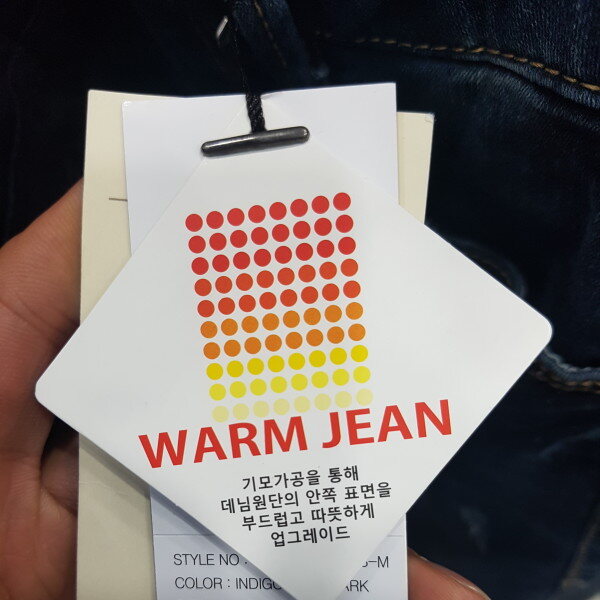 WARM JEAN
기모가공을 통해
데님원단의 안쪽 표면을
부드럽고 따뜻하게
업그레이드
STYLE NO : -M
COLOR : INDIGO ARK